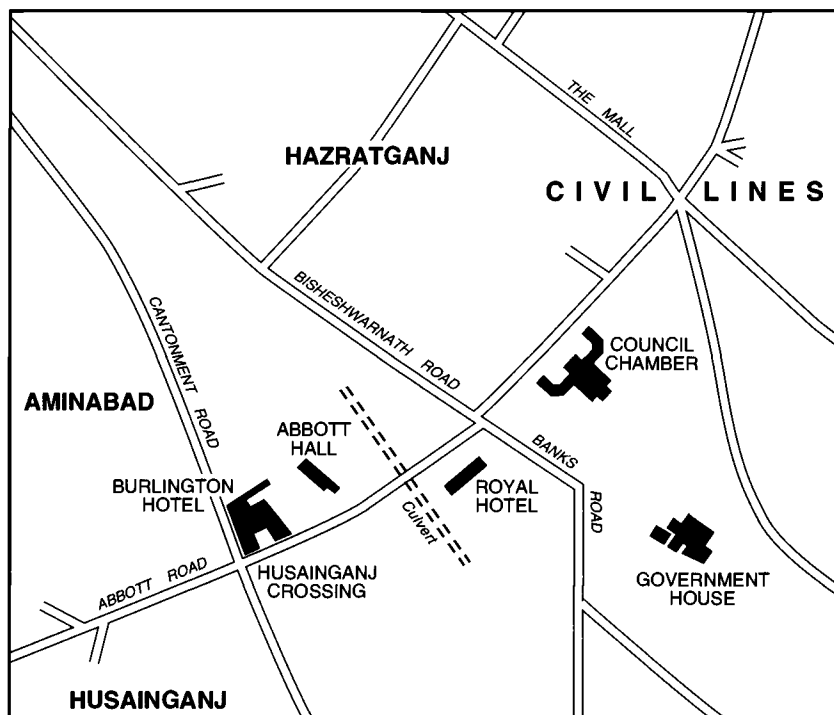 THE MALL
HAZRATGANJ
CIVIL LINES
BISHESHWARNATH ROAD
CANTONMENT ROAD
COUNCIL
CHAMBER
AMINABAD
ABBOTT
HALL
BANKS ROAD
BURLINGTON
HOTEL
ROYAL
HOTEL
Culvert
ABBOTT ROAD
HUSAINGANJ
CROSSING
GOVERNMENT
HOUSE
HUSAINGANJ